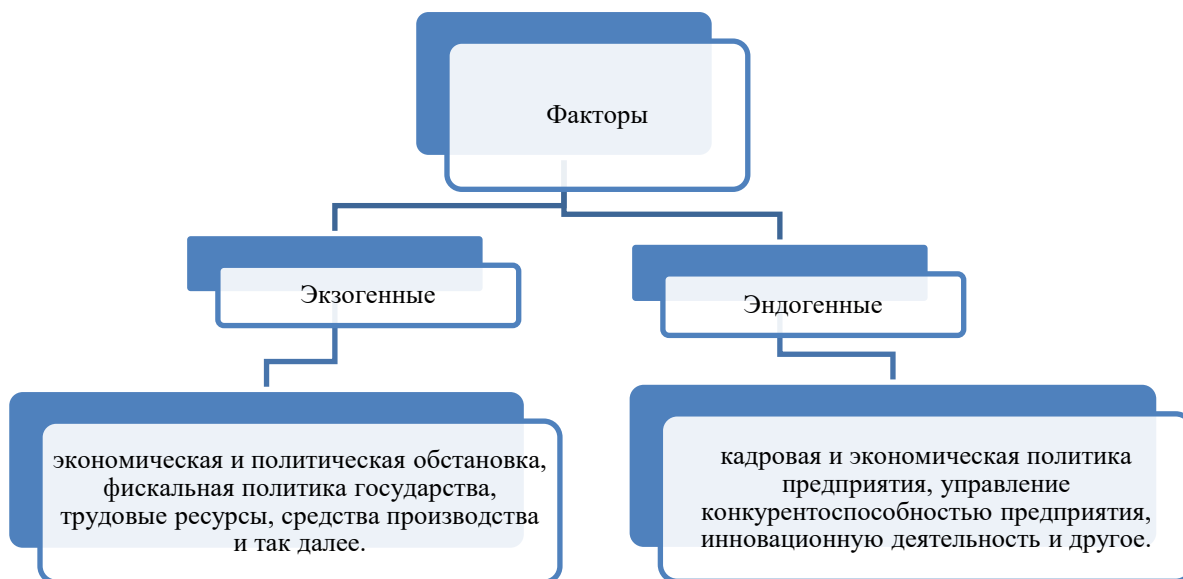 Факторы
Экзогенные
Эндогенные
экономическая и политическая обстановка,
фискальная политика государства,
трудовые ресурсы, средства производства
и так далее.
кадровая и экономическая политика
предприятия, управление
конкурентоспособностью предприятия,
инновационную деятельность и другое.